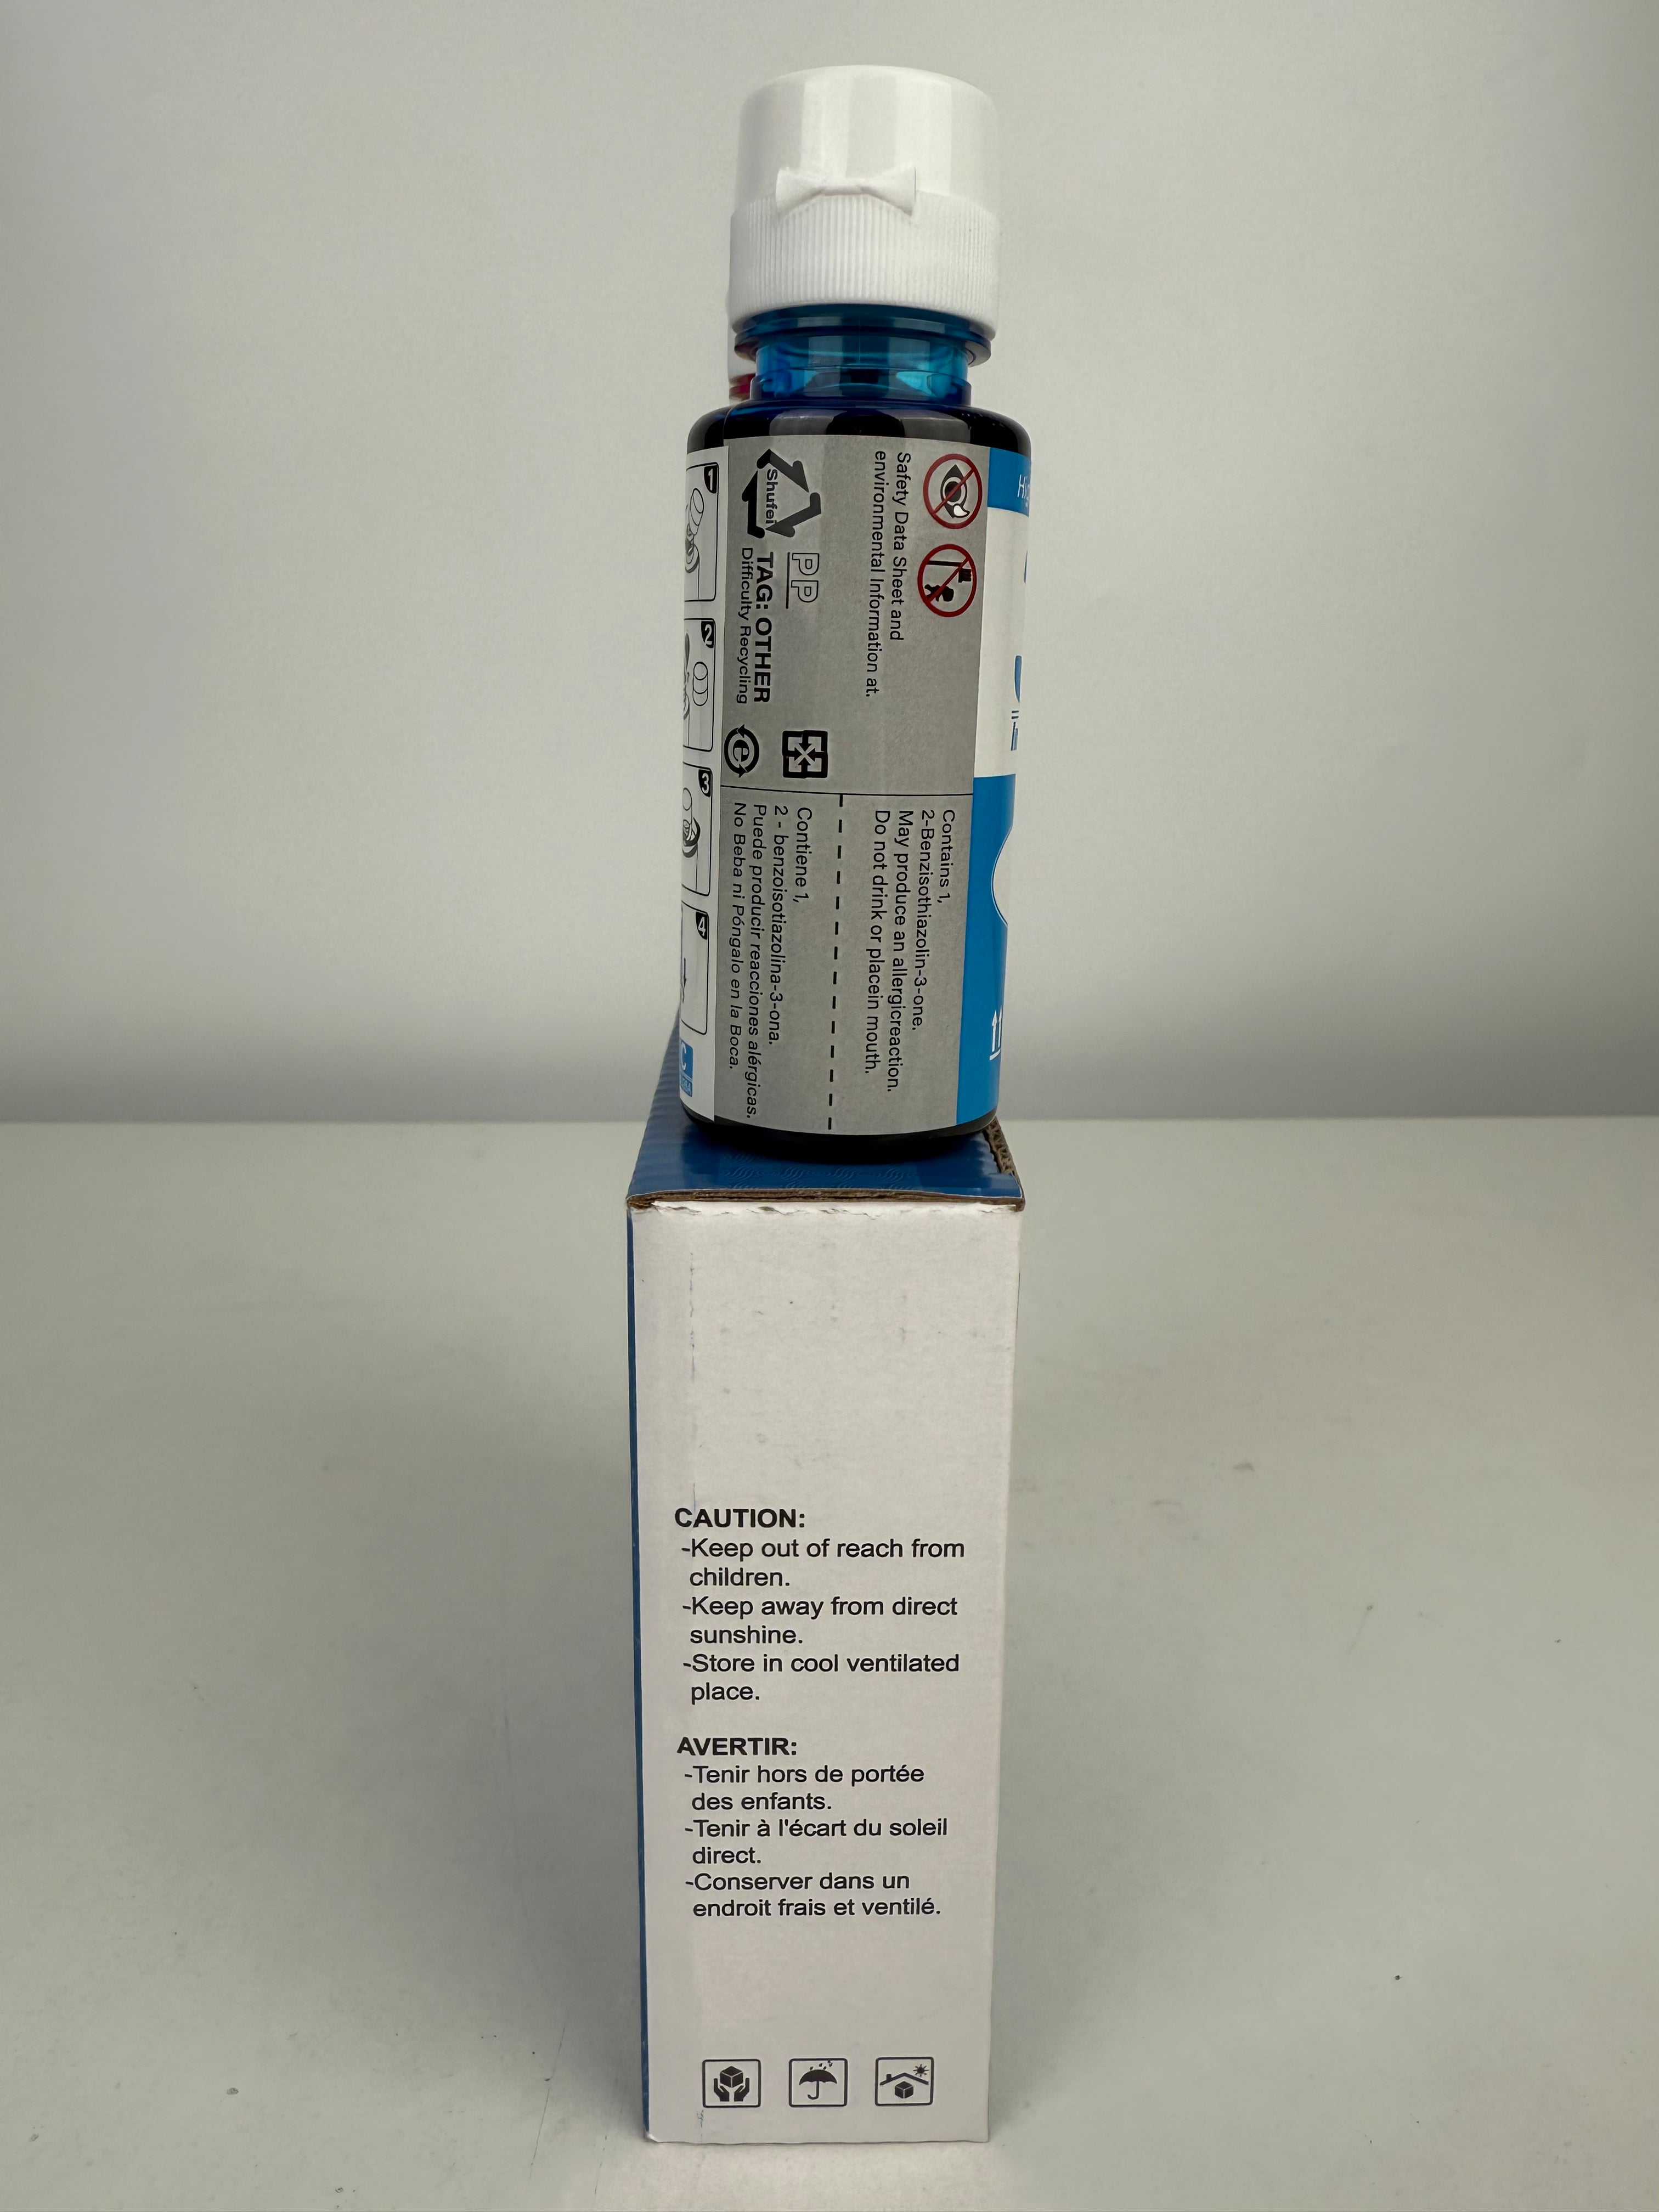 1
2
3
4
Shufei
PP
TAG: OTHER
Difficulty Recycling
Safety Data Sheet and
environmental Information at.
Contains 1,
2-Benzisothiazolin-3-one.
May produce an allergicreaction.
Do not drink or placein mouth.
Contiene 1,
2 - benzoisotiazolina-3-ona.
Puede producir reacciones alérgicas.
No Beba ni Póngalo en la Boca.
C
CAUTION:
-Keep out of reach from
children.
-Keep away from direct
sunshine.
-Store in cool ventilated
place.
AVERTIR:
-Tenir hors de portée
des enfants.
-Tenir à l'écart du soleil
direct.
-Conserver dans un
endroit frais et ventilé.